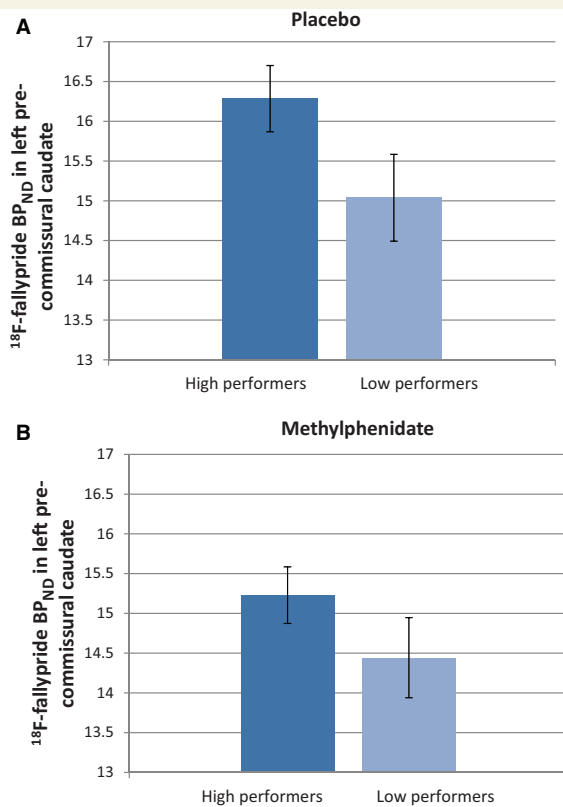 A
Placebo
17
16.5
16
15.5
15
14.5
14
13.5
13
¹⁸F-fallypride BP_ND in left pre-
commissural caudate
High performers Low performers
B
Methylphenidate
17
16.5
16
15.5
15
14.5
14
13.5
13
¹⁸F-fallypride BP_ND in left pre-
commissural caudate
High performers Low performers